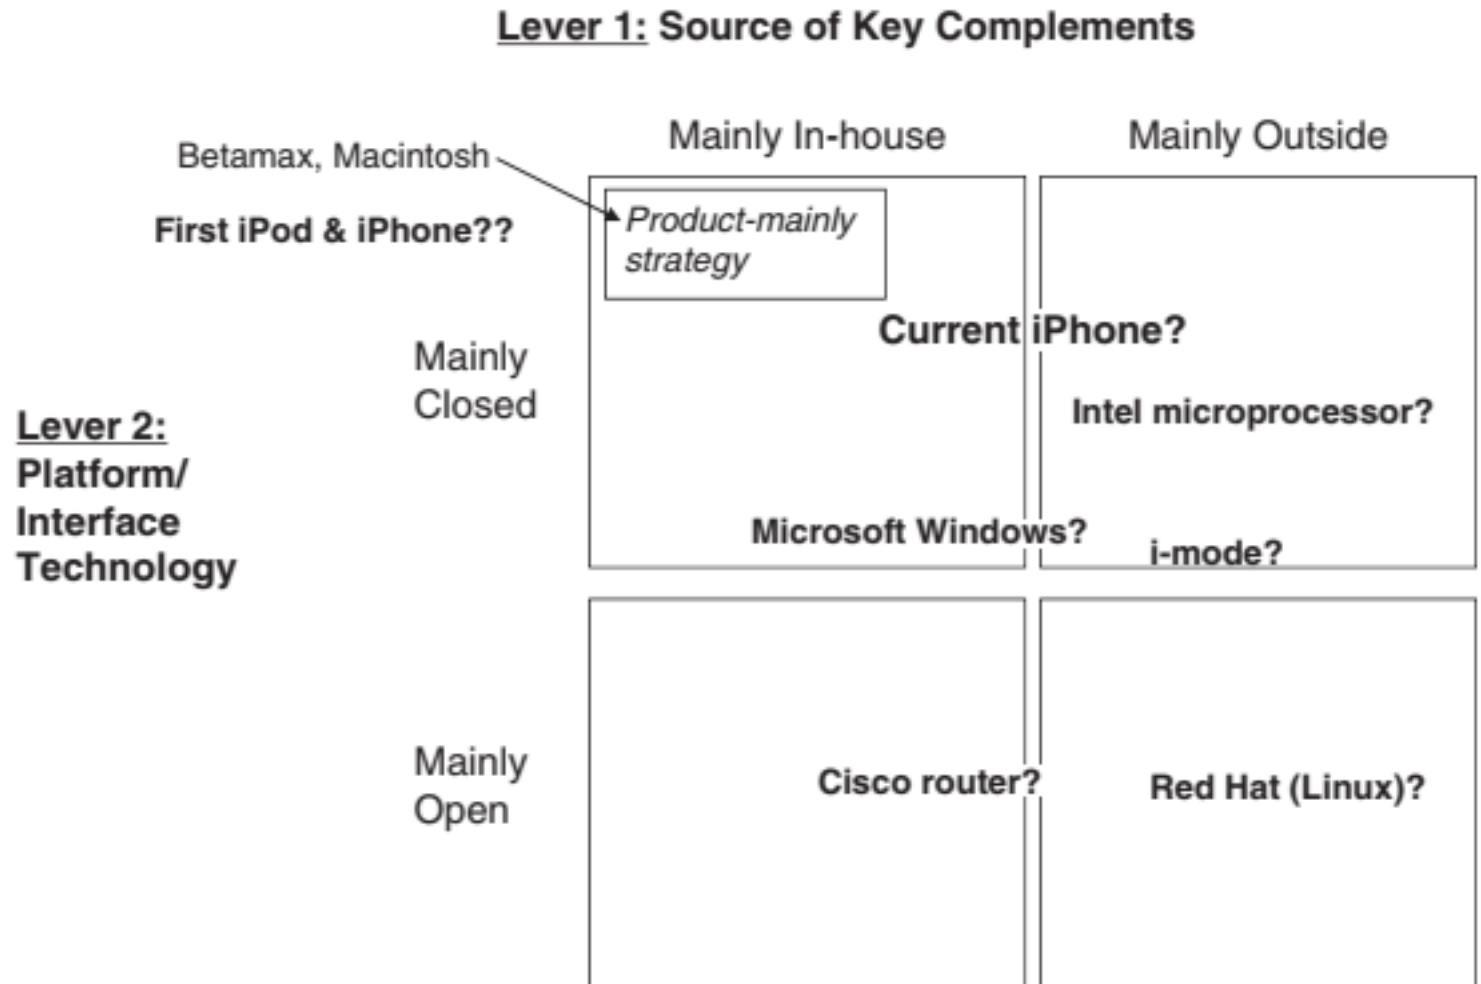 Lever 1: Source of Key Complements
Mainly In-house
Mainly Outside
Betamax, Macintosh
First iPod & iPhone??
Product-mainly
strategy
Current iPhone?
Mainly
Closed
Intel microprocessor?
Lever 2:
Platform/
Interface
Technology
Microsoft Windows?
i-mode?
Mainly
Open
Cisco router?
Red Hat (Linux)?